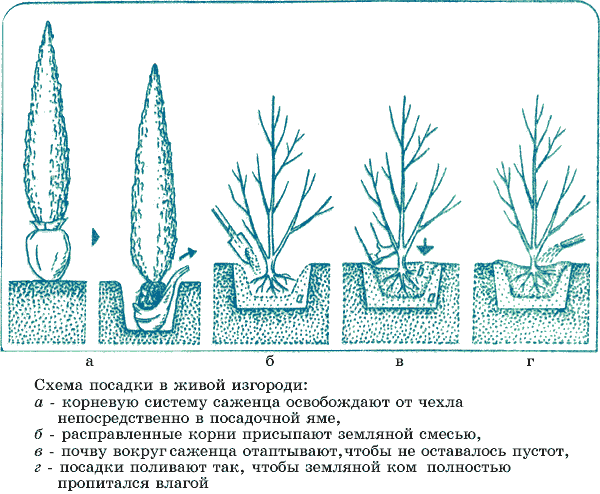 а б в г
Схема посадки в живой изгороди:
а - корневую систему саженца освобождают от чехла
непосредственно в посадочной яме,
б - расправленные корни присыпают земляной смесью,
в - почву вокруг саженца отаптывают, чтобы не оставалось пустот,
г - посадки поливают так, чтобы земляной ком полностью
пропитался влагой